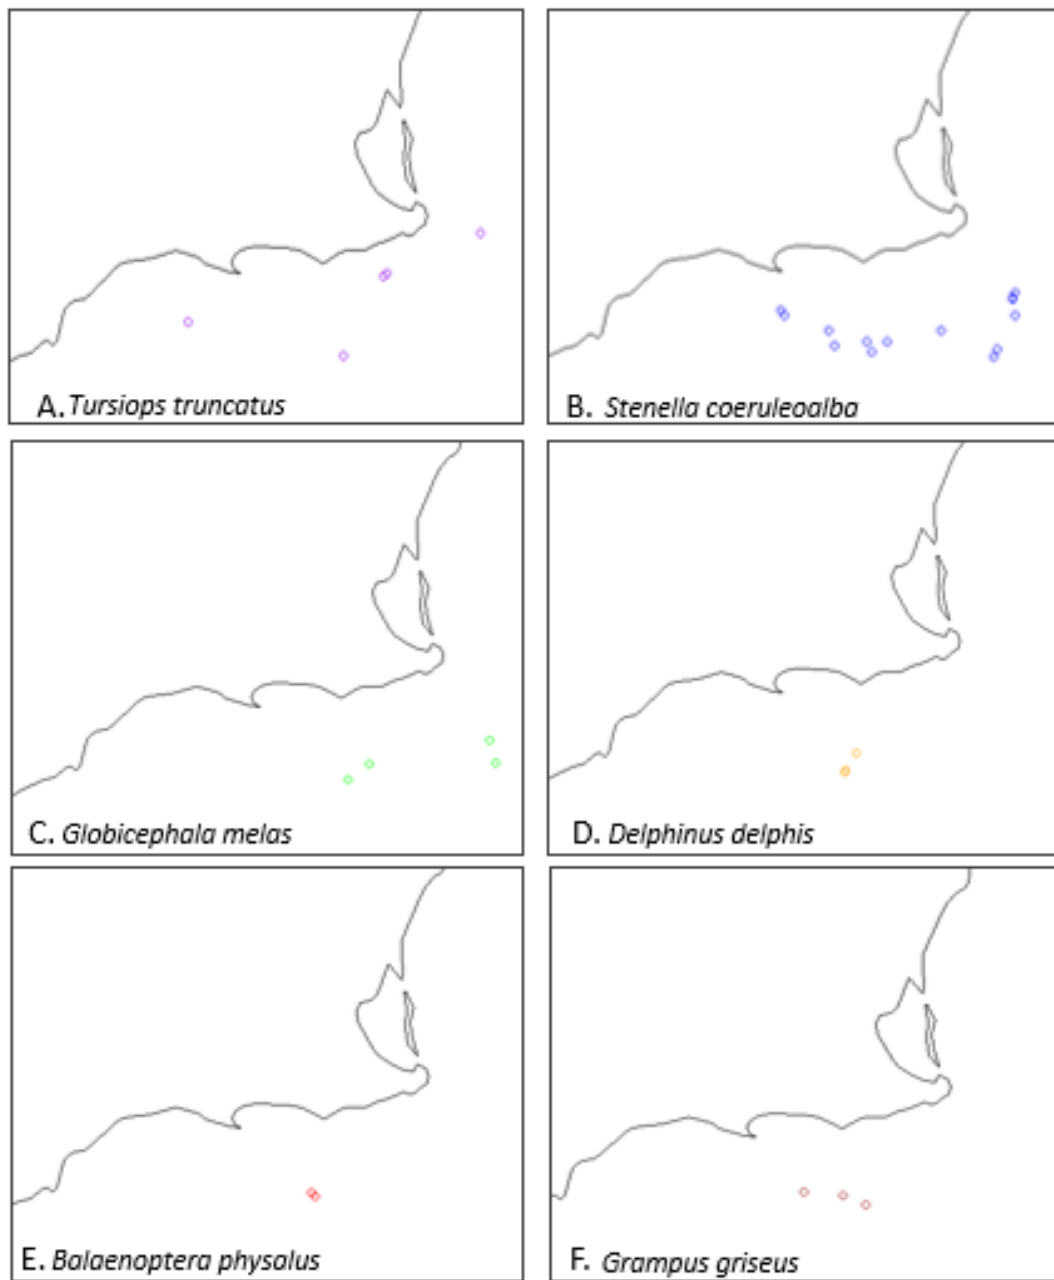 A. Tursiops truncatus
B. Stenella coeruleoalba
C. Globicephala melas
D. Delphinus delphis
E. Balaenoptera physalus
F. Grampus griseus